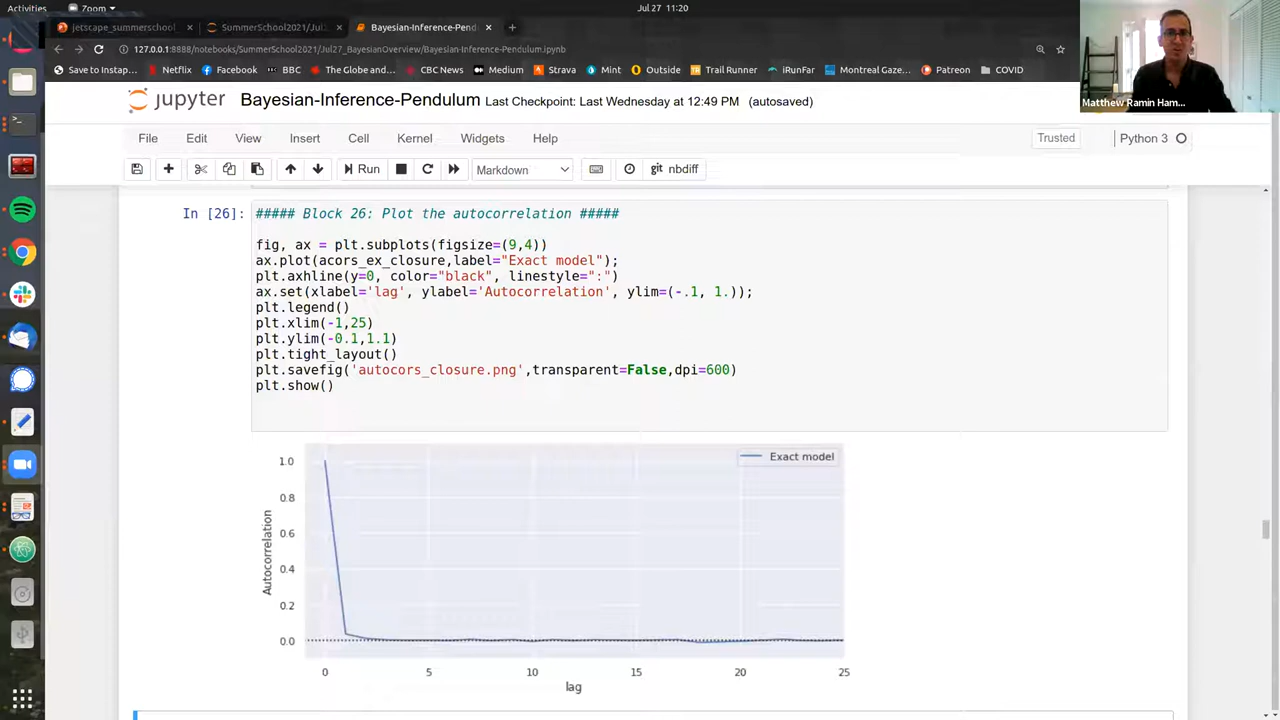 Activities
Zoom
Jul 27 11:20
jetscape_summerschool
SummerSchool2021/Jul2
Bayesian-Inference-Pend
127.0.0.1:8888/notebooks/SummerSchool2021/Jul27_BayesianOverview/Bayesian-Inference-Pendulum.ipynb
Save to Instap... Netflix Facebook BBC The Globe and... CBC News Medium Strava Mint Outside Trail Runner iRunFar Montreal Gaze... Patreon COVID
Matthew Ramin Ham...
jupyter Bayesian-Inference-Pendulum Last Checkpoint: Last Wednesday at 12:49 PM (autosaved)
File Edit View Insert Cell Kernel Widgets Help
Trusted Python 3
Run Markdown git nbdiff
In [26]: ##### Block 26: Plot the autocorrelation #####
fig, ax = plt.subplots(figsize=(9,4))
ax.plot(acors_ex_closure,label="Exact model");
plt.axhline(y=0, color="black", linestyle=":")
ax.set(xlabel='lag', ylabel='Autocorrelation', ylim=(-.1, 1.));
plt.legend()
plt.xlim(-1,25)
plt.ylim(-0.1,1.1)
plt.tight_layout()
plt.savefig('autocors_closure.png',transparent=False,dpi=600)
plt.show()
Exact model
1.0
0.8
0.6
0.4
0.2
0.0
Autocorrelation
0 5 10 15 20 25
lag